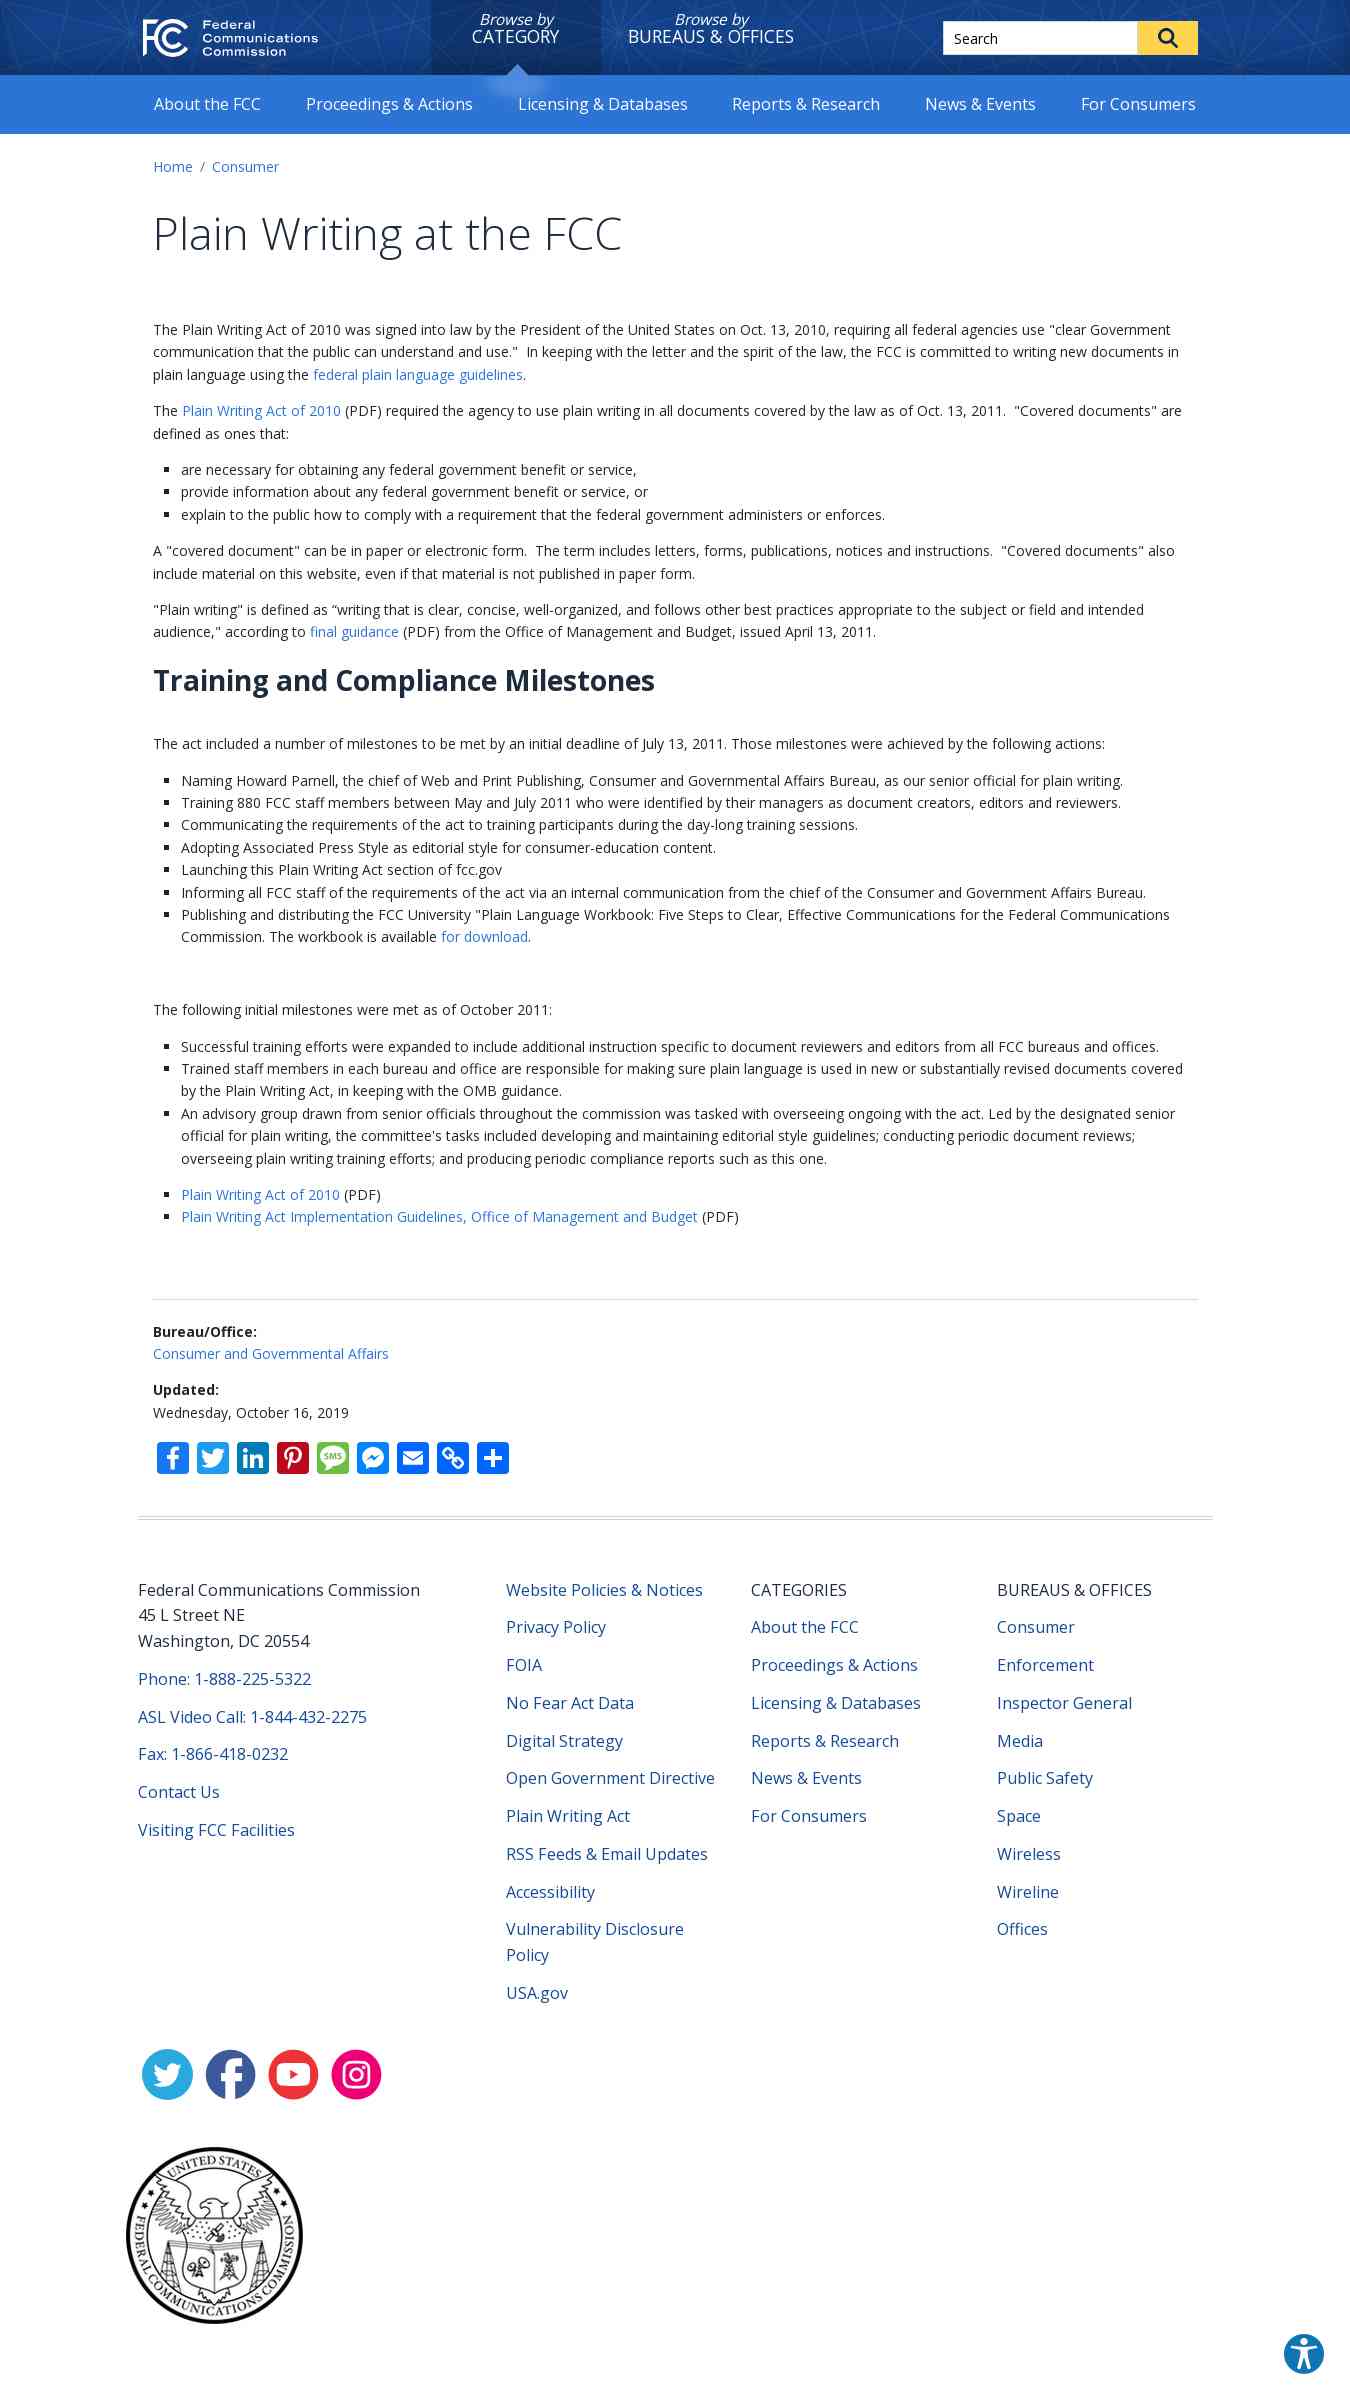 Federal
Communications
Commission
Browse by
CATEGORY
Browse by
BUREAUS & OFFICES
Search
About the FCC
Proceedings & Actions
Licensing & Databases
Reports & Research
News & Events
For Consumers
Home / Consumer
Plain Writing at the FCC
The Plain Writing Act of 2010 was signed into law by the President of the United States on Oct. 13, 2010, requiring all federal agencies use "clear Government
communication that the public can understand and use."  In keeping with the letter and the spirit of the law, the FCC is committed to writing new documents in
plain language using the federal plain language guidelines.
The Plain Writing Act of 2010 (PDF) required the agency to use plain writing in all documents covered by the law as of Oct. 13, 2011.  "Covered documents" are
defined as ones that:
are necessary for obtaining any federal government benefit or service,
provide information about any federal government benefit or service, or
explain to the public how to comply with a requirement that the federal government administers or enforces.
A "covered document" can be in paper or electronic form.  The term includes letters, forms, publications, notices and instructions.  "Covered documents" also
include material on this website, even if that material is not published in paper form.
"Plain writing" is defined as “writing that is clear, concise, well-organized, and follows other best practices appropriate to the subject or field and intended
audience," according to final guidance (PDF) from the Office of Management and Budget, issued April 13, 2011.
Training and Compliance Milestones
The act included a number of milestones to be met by an initial deadline of July 13, 2011. Those milestones were achieved by the following actions:
Naming Howard Parnell, the chief of Web and Print Publishing, Consumer and Governmental Affairs Bureau, as our senior official for plain writing.
Training 880 FCC staff members between May and July 2011 who were identified by their managers as document creators, editors and reviewers.
Communicating the requirements of the act to training participants during the day-long training sessions.
Adopting Associated Press Style as editorial style for consumer-education content.
Launching this Plain Writing Act section of fcc.gov
Informing all FCC staff of the requirements of the act via an internal communication from the chief of the Consumer and Government Affairs Bureau.
Publishing and distributing the FCC University "Plain Language Workbook: Five Steps to Clear, Effective Communications for the Federal Communications
Commission. The workbook is available for download.
The following initial milestones were met as of October 2011:
Successful training efforts were expanded to include additional instruction specific to document reviewers and editors from all FCC bureaus and offices.
Trained staff members in each bureau and office are responsible for making sure plain language is used in new or substantially revised documents covered
by the Plain Writing Act, in keeping with the OMB guidance.
An advisory group drawn from senior officials throughout the commission was tasked with overseeing ongoing with the act. Led by the designated senior
official for plain writing, the committee's tasks included developing and maintaining editorial style guidelines; conducting periodic document reviews;
overseeing plain writing training efforts; and producing periodic compliance reports such as this one.
Plain Writing Act of 2010 (PDF)
Plain Writing Act Implementation Guidelines, Office of Management and Budget (PDF)
Bureau/Office:
Consumer and Governmental Affairs
Updated:
Wednesday, October 16, 2019
SMS
Federal Communications Commission
45 L Street NE
Washington, DC 20554
Phone: 1-888-225-5322
ASL Video Call: 1-844-432-2275
Fax: 1-866-418-0232
Contact Us
Visiting FCC Facilities
Website Policies & Notices
Privacy Policy
FOIA
No Fear Act Data
Digital Strategy
Open Government Directive
Plain Writing Act
RSS Feeds & Email Updates
Accessibility
Vulnerability Disclosure
Policy
USA.gov
CATEGORIES
About the FCC
Proceedings & Actions
Licensing & Databases
Reports & Research
News & Events
For Consumers
BUREAUS & OFFICES
Consumer
Enforcement
Inspector General
Media
Public Safety
Space
Wireless
Wireline
Offices
UNITED STATES
FEDERAL COMMUNICATIONS COMMISSION